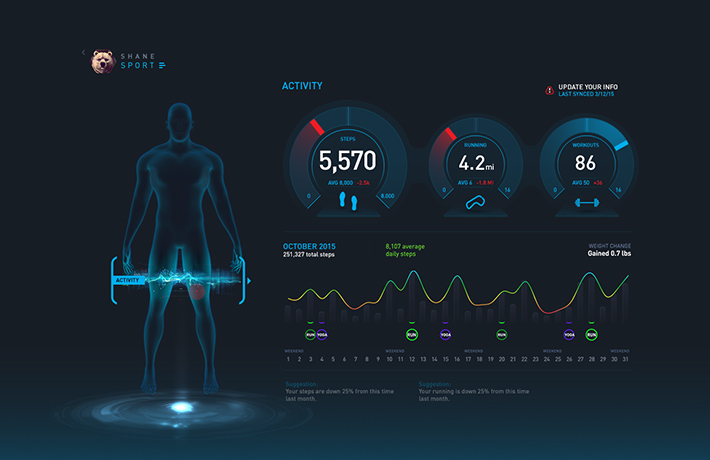 SHANE
SPORT
ACTIVITY
UPDATE YOUR INFO
LAST SYNCED 3/12/15
STEPS
5,570
AVG 8,000 -2.5k
0 8,000
RUNNING
4.2mi
AVG 6 -1.8 MI
0 16
WORKOUTS
86
AVG 50 +36
0 16
ACTIVITY
OCTOBER 2015
251,327 total steps
8,107 average
daily steps
WEIGHT CHANGE
Gained 0.7 lbs
RUN YOGA RUN YOGA RUN YOGA RUN
WEEKEND WEEKEND WEEKEND WEEKEND WEEKEND
1 2 3 4 5 6 7 8 9 10 11 12 13 14 15 16 17 18 19 20 21 22 23 24 25 26 27 28 29 30 31
Suggestion:
Your steps are down 25% from this time
last month.
Suggestion:
Your running is down 25% from this time
last month.